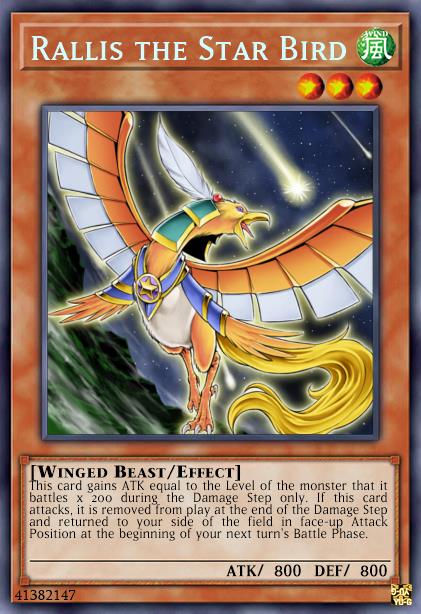 Rallis the Star Bird
WIND
風
[Winged Beast/Effect]
This card gains ATK equal to the Level of the monster that it
battles x 200 during the Damage Step only. If this card
attacks, it is removed from play at the end of the Damage Step
and returned to your side of the field in face-up Attack
Position at the beginning of your next turn's Battle Phase.
ATK/ 800 DEF/ 800
41382147